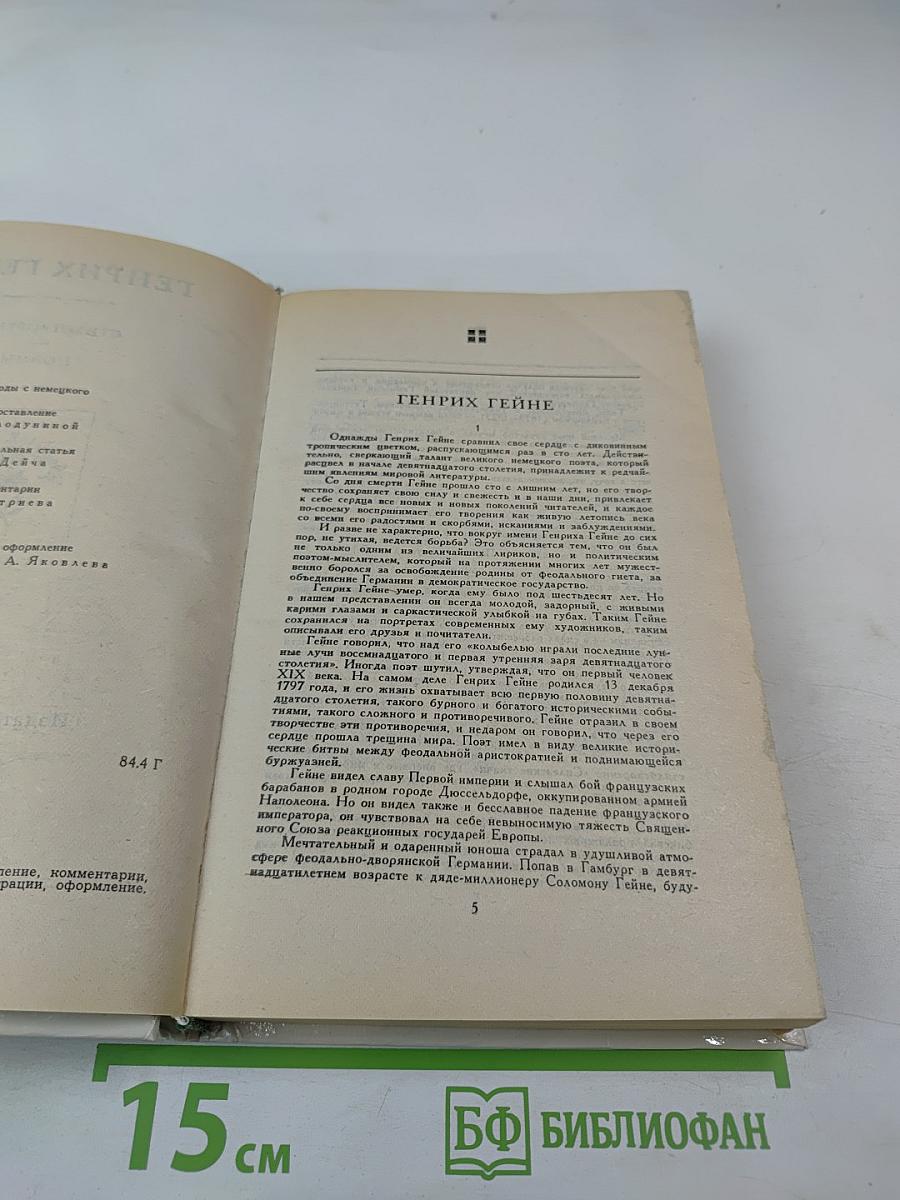 ГЕНРИХ ГЕ
оды с немецкого
оставление
лодуниной
льная статья
Дейча
ентарии
триева
оформление
А. Яковлева
84.4 Г
ление, комментарии,
трации, оформление.
ГЕНРИХ ГЕЙНЕ
1
Однажды Генрих Гейне сравнил свое сердце с диковинным
тропическим цветком, распускающимся раз в сто лет. Действи-
тельно, сверкающий талант великого немецкого поэта, который
расцвел в начале девятнадцатого столетия, принадлежит к редчай-
шим явлениям мировой литературы.
Со дня смерти Гейне прошло сто с лишним лет, но его твор-
чество сохраняет свою силу и свежесть и в наши дни, привлекает
к себе сердца все новых и новых поколений читателей, и каждое
по-своему воспринимает его творения как живую летопись века
со всеми его радостями и скорбями, исканиями и заблуждениями.
И разве не характерно, что вокруг имени Генриха Гейне до сих
пор, не утихая, ведется борьба? Это объясняется тем, что он был
не только одним из величайших лириков, но и политическим
поэтом-мыслителем, который на протяжении многих лет мужест-
венно боролся за освобождение родины от феодального гнета, за
объединение Германии в демократическое государство.
Генрих Гейне умер, когда ему было под шестьдесят лет. Но
в нашем представлении он всегда молодой, задорный, с живыми
карими глазами и саркастической улыбкой на губах. Таким Гейне
сохранился на портретах современных ему художников, таким
описывали его друзья и почитатели.
Гейне говорил, что над его «колыбелью играли последние лун-
ные лучи восемнадцатого и первая утренняя заря девятнадцатого
столетия». Иногда поэт шутил, утверждая, что он первый человек
XIX века. На самом деле Генрих Гейне родился 13 декабря
1797 года, и его жизнь охватывает всю первую половину девятна-
дцатого столетия, такого бурного и богатого историческими собы-
тиями, такого сложного и противоречивого. Гейне отразил в своем
творчестве эти противоречия, и недаром он говорил, что через его
сердце прошла трещина мира. Поэт имел в виду великие истори-
ческие битвы между феодальной аристократией и поднимающейся
буржуазией.
Гейне видел славу Первой империи и слышал бой французских
барабанов в родном городе Дюссельдорфе, оккупированном армией
Наполеона. Но он видел также и бесславное падение французского
императора, он чувствовал на себе невыносимую тяжесть Священ-
ного Союза реакционных государей Европы.
Мечтательный и одаренный юноша страдал в удушливой атмо-
сфере феодально-дворянской Германии. Попав в Гамбург в девят-
надцатилетнем возрасте к дяде-миллионеру Соломону Гейне, буду-
5
15 см
БФ БИБЛИОФАН